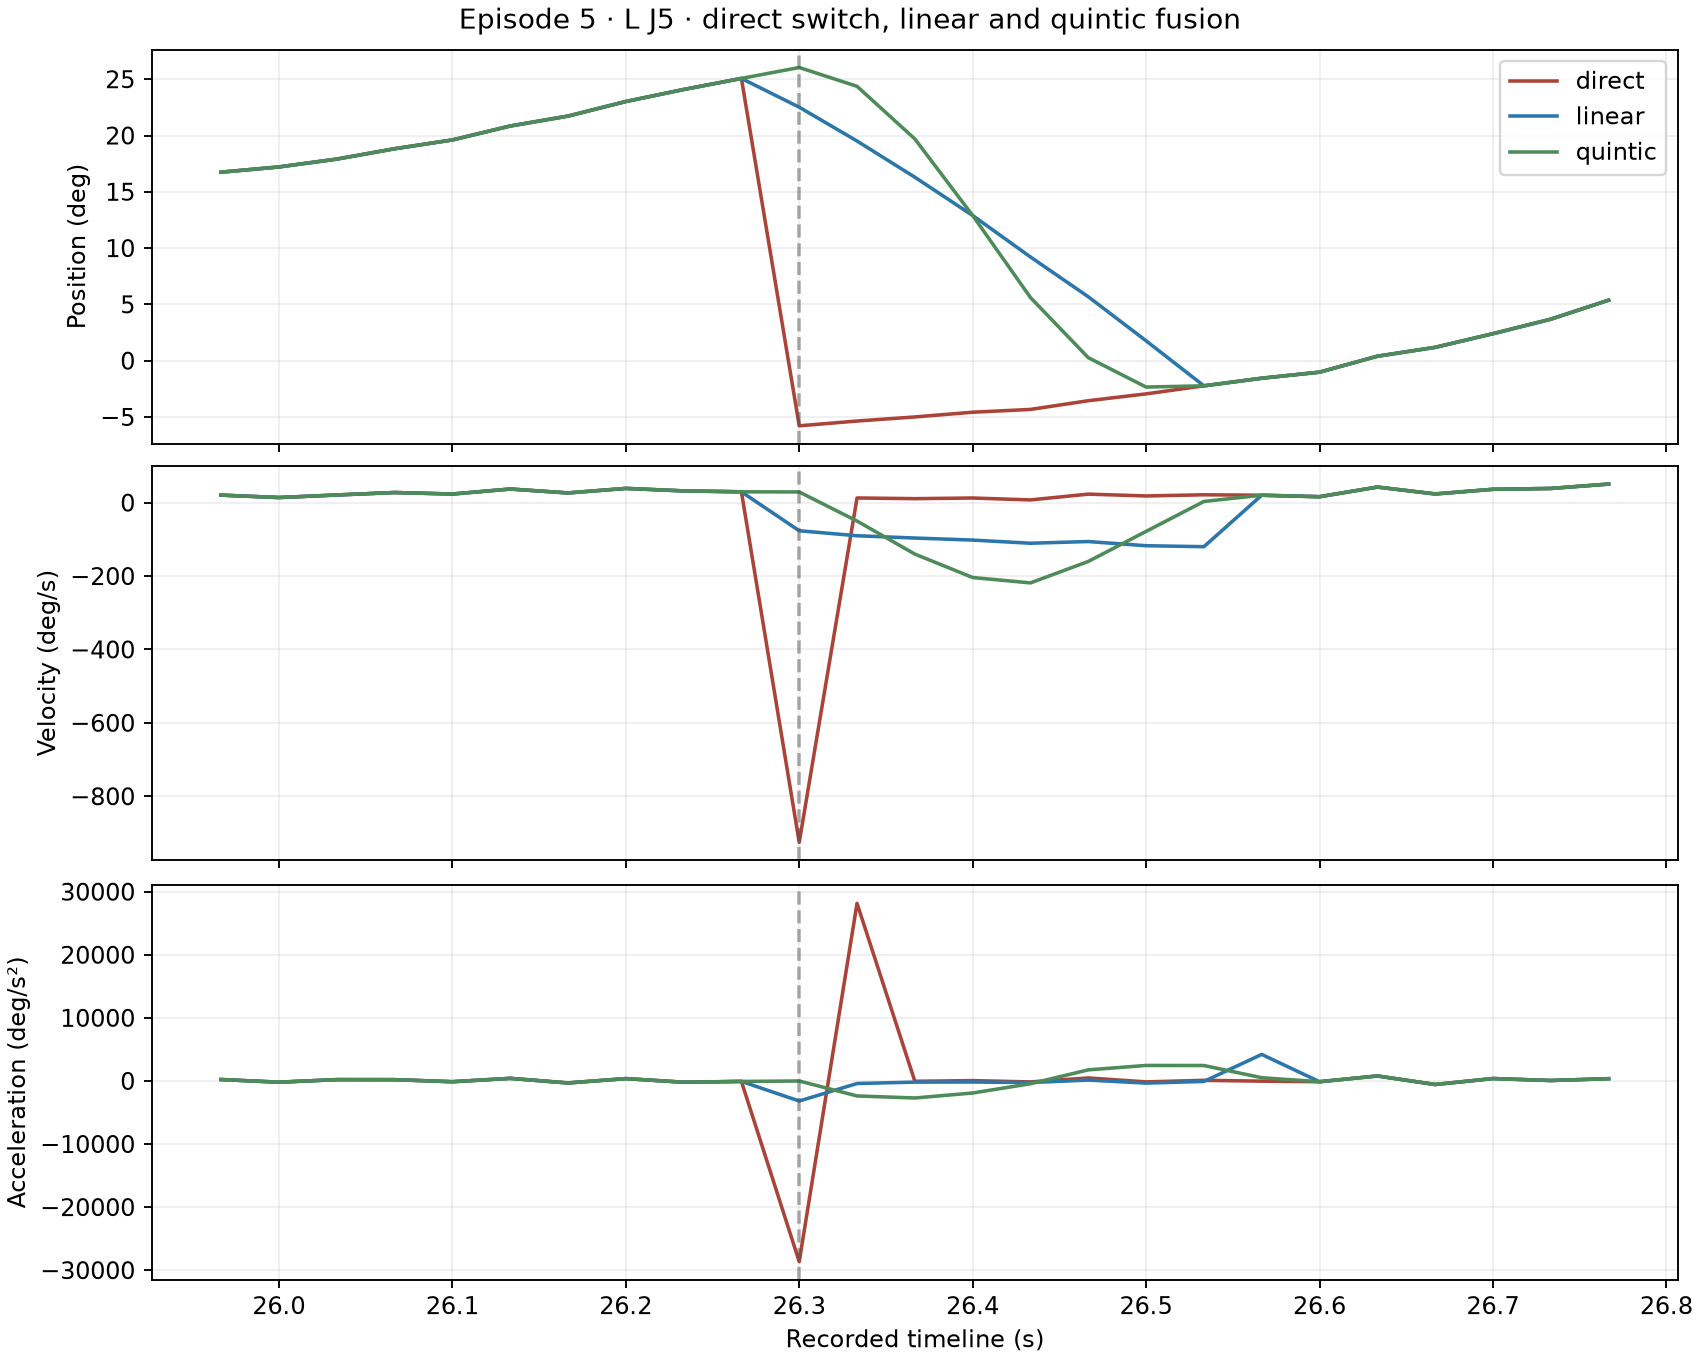 Episode 5 · L J5 · direct switch, linear and quintic fusion
25
20
15
10
5
0
−5
Position (deg)
direct
linear
quintic
0
−200
−400
−600
−800
Velocity (deg/s)
30000
20000
10000
0
−10000
−20000
−30000
Acceleration (deg/s²)
26.0 26.1 26.2 26.3 26.4 26.5 26.6 26.7 26.8
Recorded timeline (s)